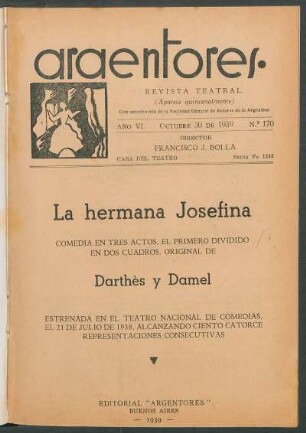 argentores.
REVISTA TEATRAL
(Aparece quincenalmente)
Con autorización de la Sociedad General de Autores de la Argentina
AÑO VI. OCTUBRE 30 DE 1939 N.º 170
DIRECTOR
FRANCISCO J. BOLLA
CASA DEL TEATRO Santa Fe 1243
La hermana Josefina
COMEDIA EN TRES ACTOS, EL PRIMERO DIVIDIDO
EN DOS CUADROS, ORIGINAL DE
Darthès y Damel
ESTRENADA EN EL TEATRO NACIONAL DE COMEDIAS,
EL 21 DE JULIO DE 1938, ALCANZANDO CIENTO CATORCE
REPRESENTACIONES CONSECUTIVAS
EDITORIAL "ARGENTORES"
BUENOS AIRES
— 1939 —